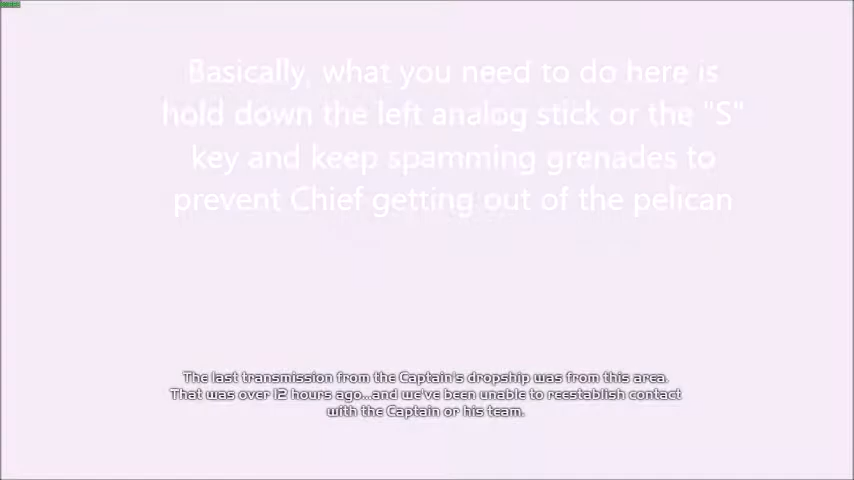 Basically, what you need to do here is
hold down the left analog stick or the "S"
key and keep spamming grenades to
prevent Chief getting out of the pelican
The last transmission from the Captain's dropship was from this area.
That was over 12 hours ago...and we've been unable to reestablish contact
with the Captain or his team.